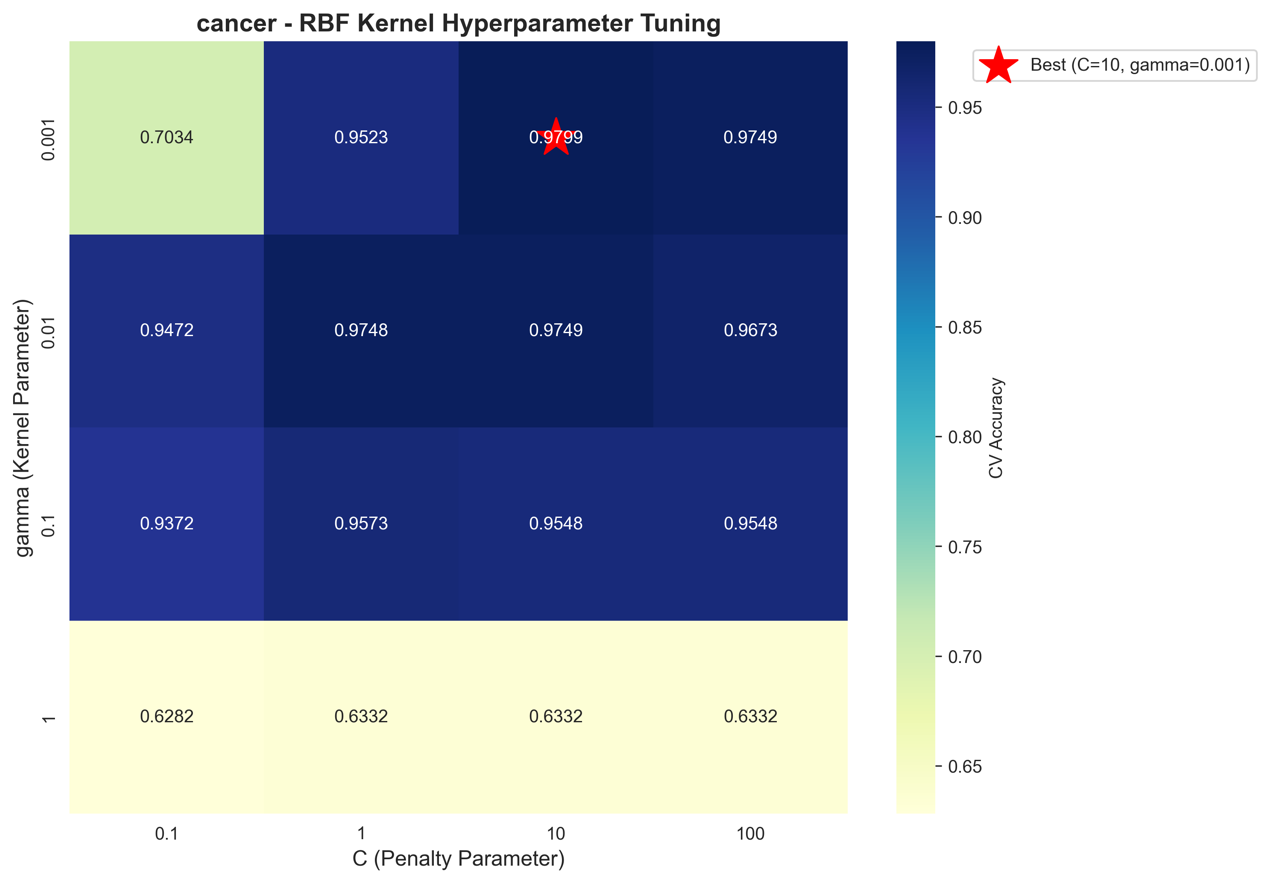 cancer - RBF Kernel Hyperparameter Tuning
Best (C=10, gamma=0.001)
gamma (Kernel Parameter)
0.001
0.7034 0.9523 0.9799 0.9749
0.01
0.9472 0.9748 0.9749 0.9673
0.1
0.9372 0.9573 0.9548 0.9548
1
0.6282 0.6332 0.6332 0.6332
0.1 1 10 100
C (Penalty Parameter)
0.95
0.90
0.85
0.80
0.75
0.70
0.65
CV Accuracy